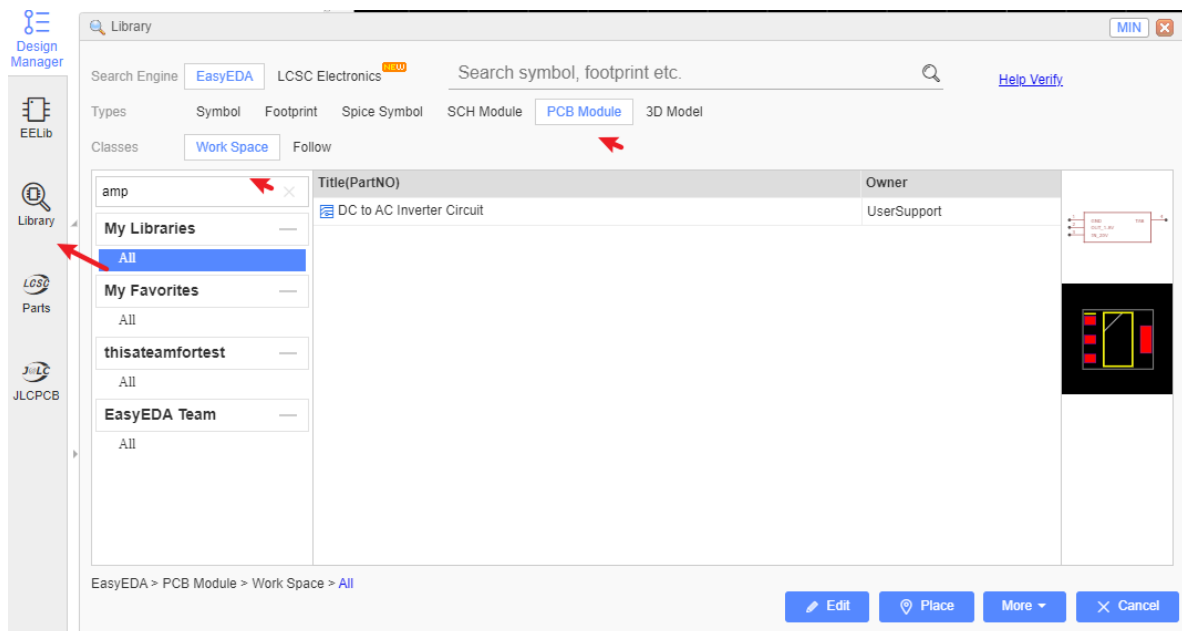 Design
Manager
EELib
Library
LCSC
Parts
JLCPCB
Library
MIN
Search Engine EasyEDA LCSC Electronics NEW Search symbol, footprint etc. Help Verify
Types Symbol Footprint Spice Symbol SCH Module PCB Module 3D Model
Classes Work Space Follow
amp
My Libraries
All
My Favorites
All
thisateamfortest
All
EasyEDA Team
All
Title(PartNO) Owner
DC to AC Inverter Circuit UserSupport
EasyEDA > PCB Module > Work Space > All
Edit Place More Cancel